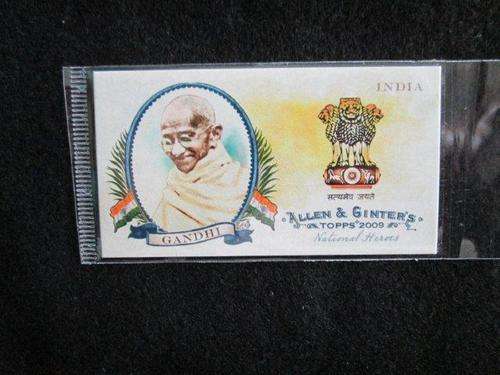 INDIA
सत्यमेव जयते
ALLEN & GINTER'S
TOPPS 2009
National Heroes
GANDHI